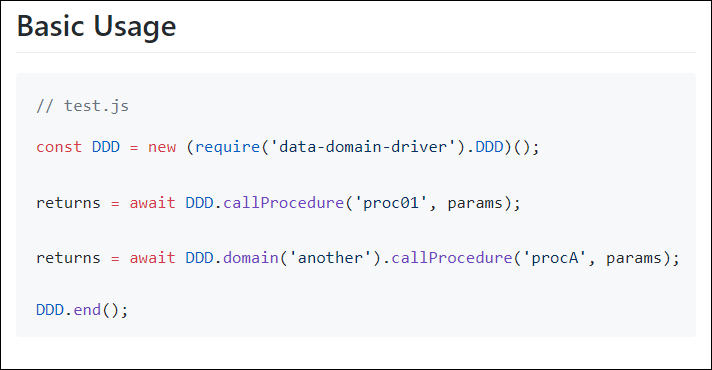 Basic Usage
// test.js
const DDD = new (require('data-domain-driver').DDD)();
returns = await DDD.callProcedure('proc01', params);
returns = await DDD.domain('another').callProcedure('procA', params);
DDD.end();